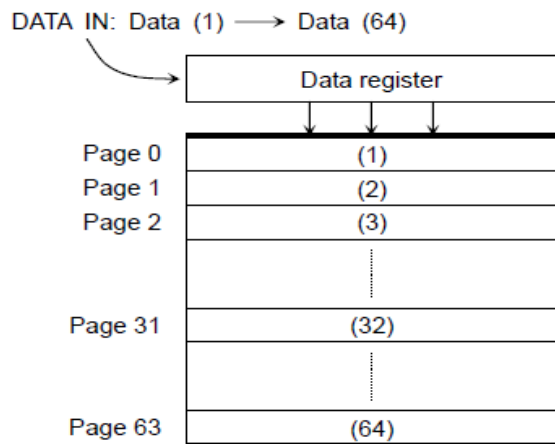 DATA IN: Data (1) ⟶ Data (64)
Data register
Page 0 (1)
Page 1 (2)
Page 2 (3)
Page 31 (32)
Page 63 (64)